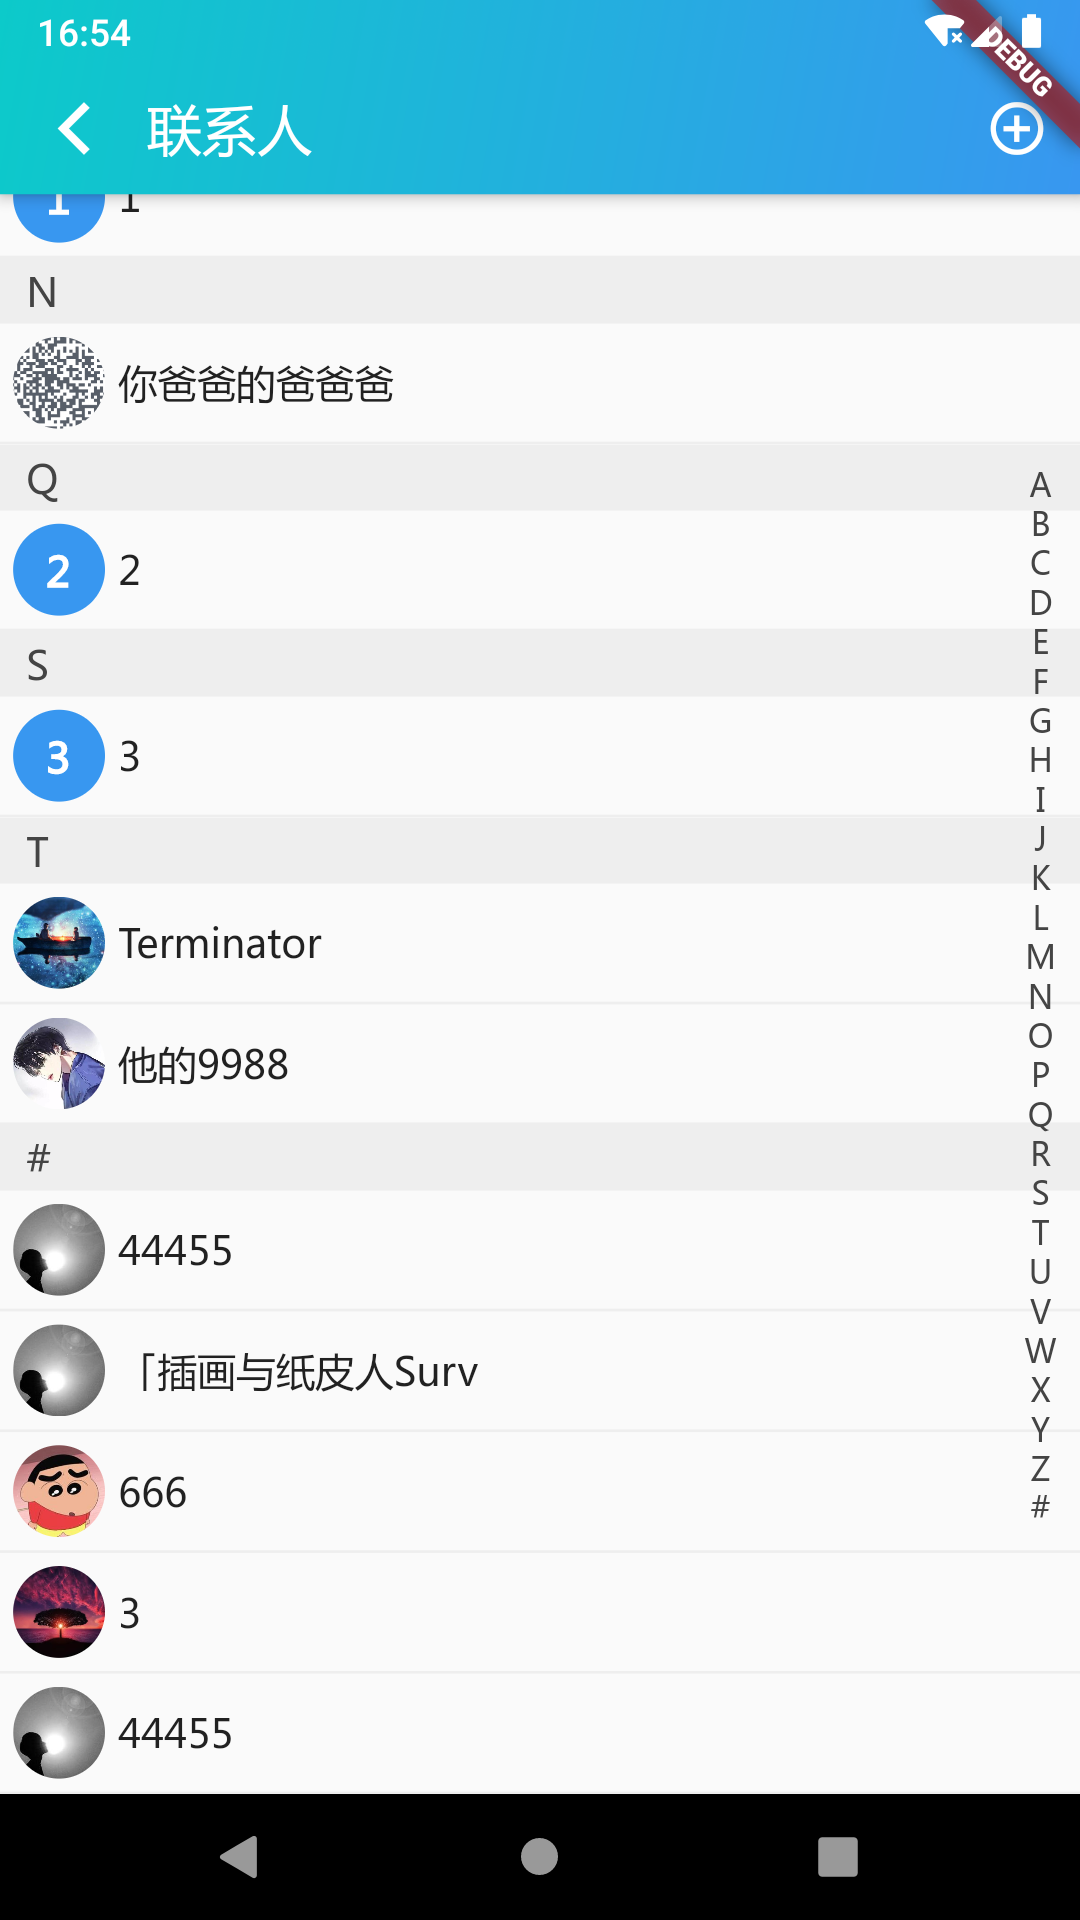 16:54
DEBUG
联系人
1 1
N
你爸爸的爸爸爸
Q
2 2
S
3 3
T
Terminator
他的9988
#
44455
「插画与纸皮人Surv
666
3
44455
A
B
C
D
E
F
G
H
I
J
K
L
M
N
O
P
Q
R
S
T
U
V
W
X
Y
Z
#